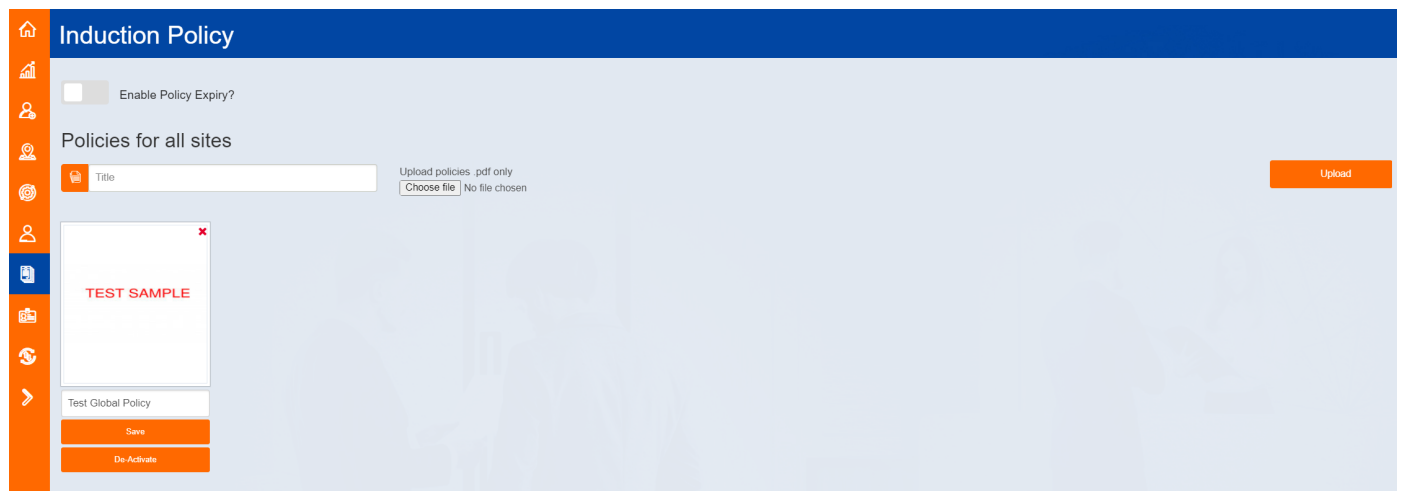 Induction Policy
Enable Policy Expiry?
Policies for all sites
Title
Upload policies .pdf only
Choose file No file chosen
Upload
TEST SAMPLE
Test Global Policy
Save
De-Activate